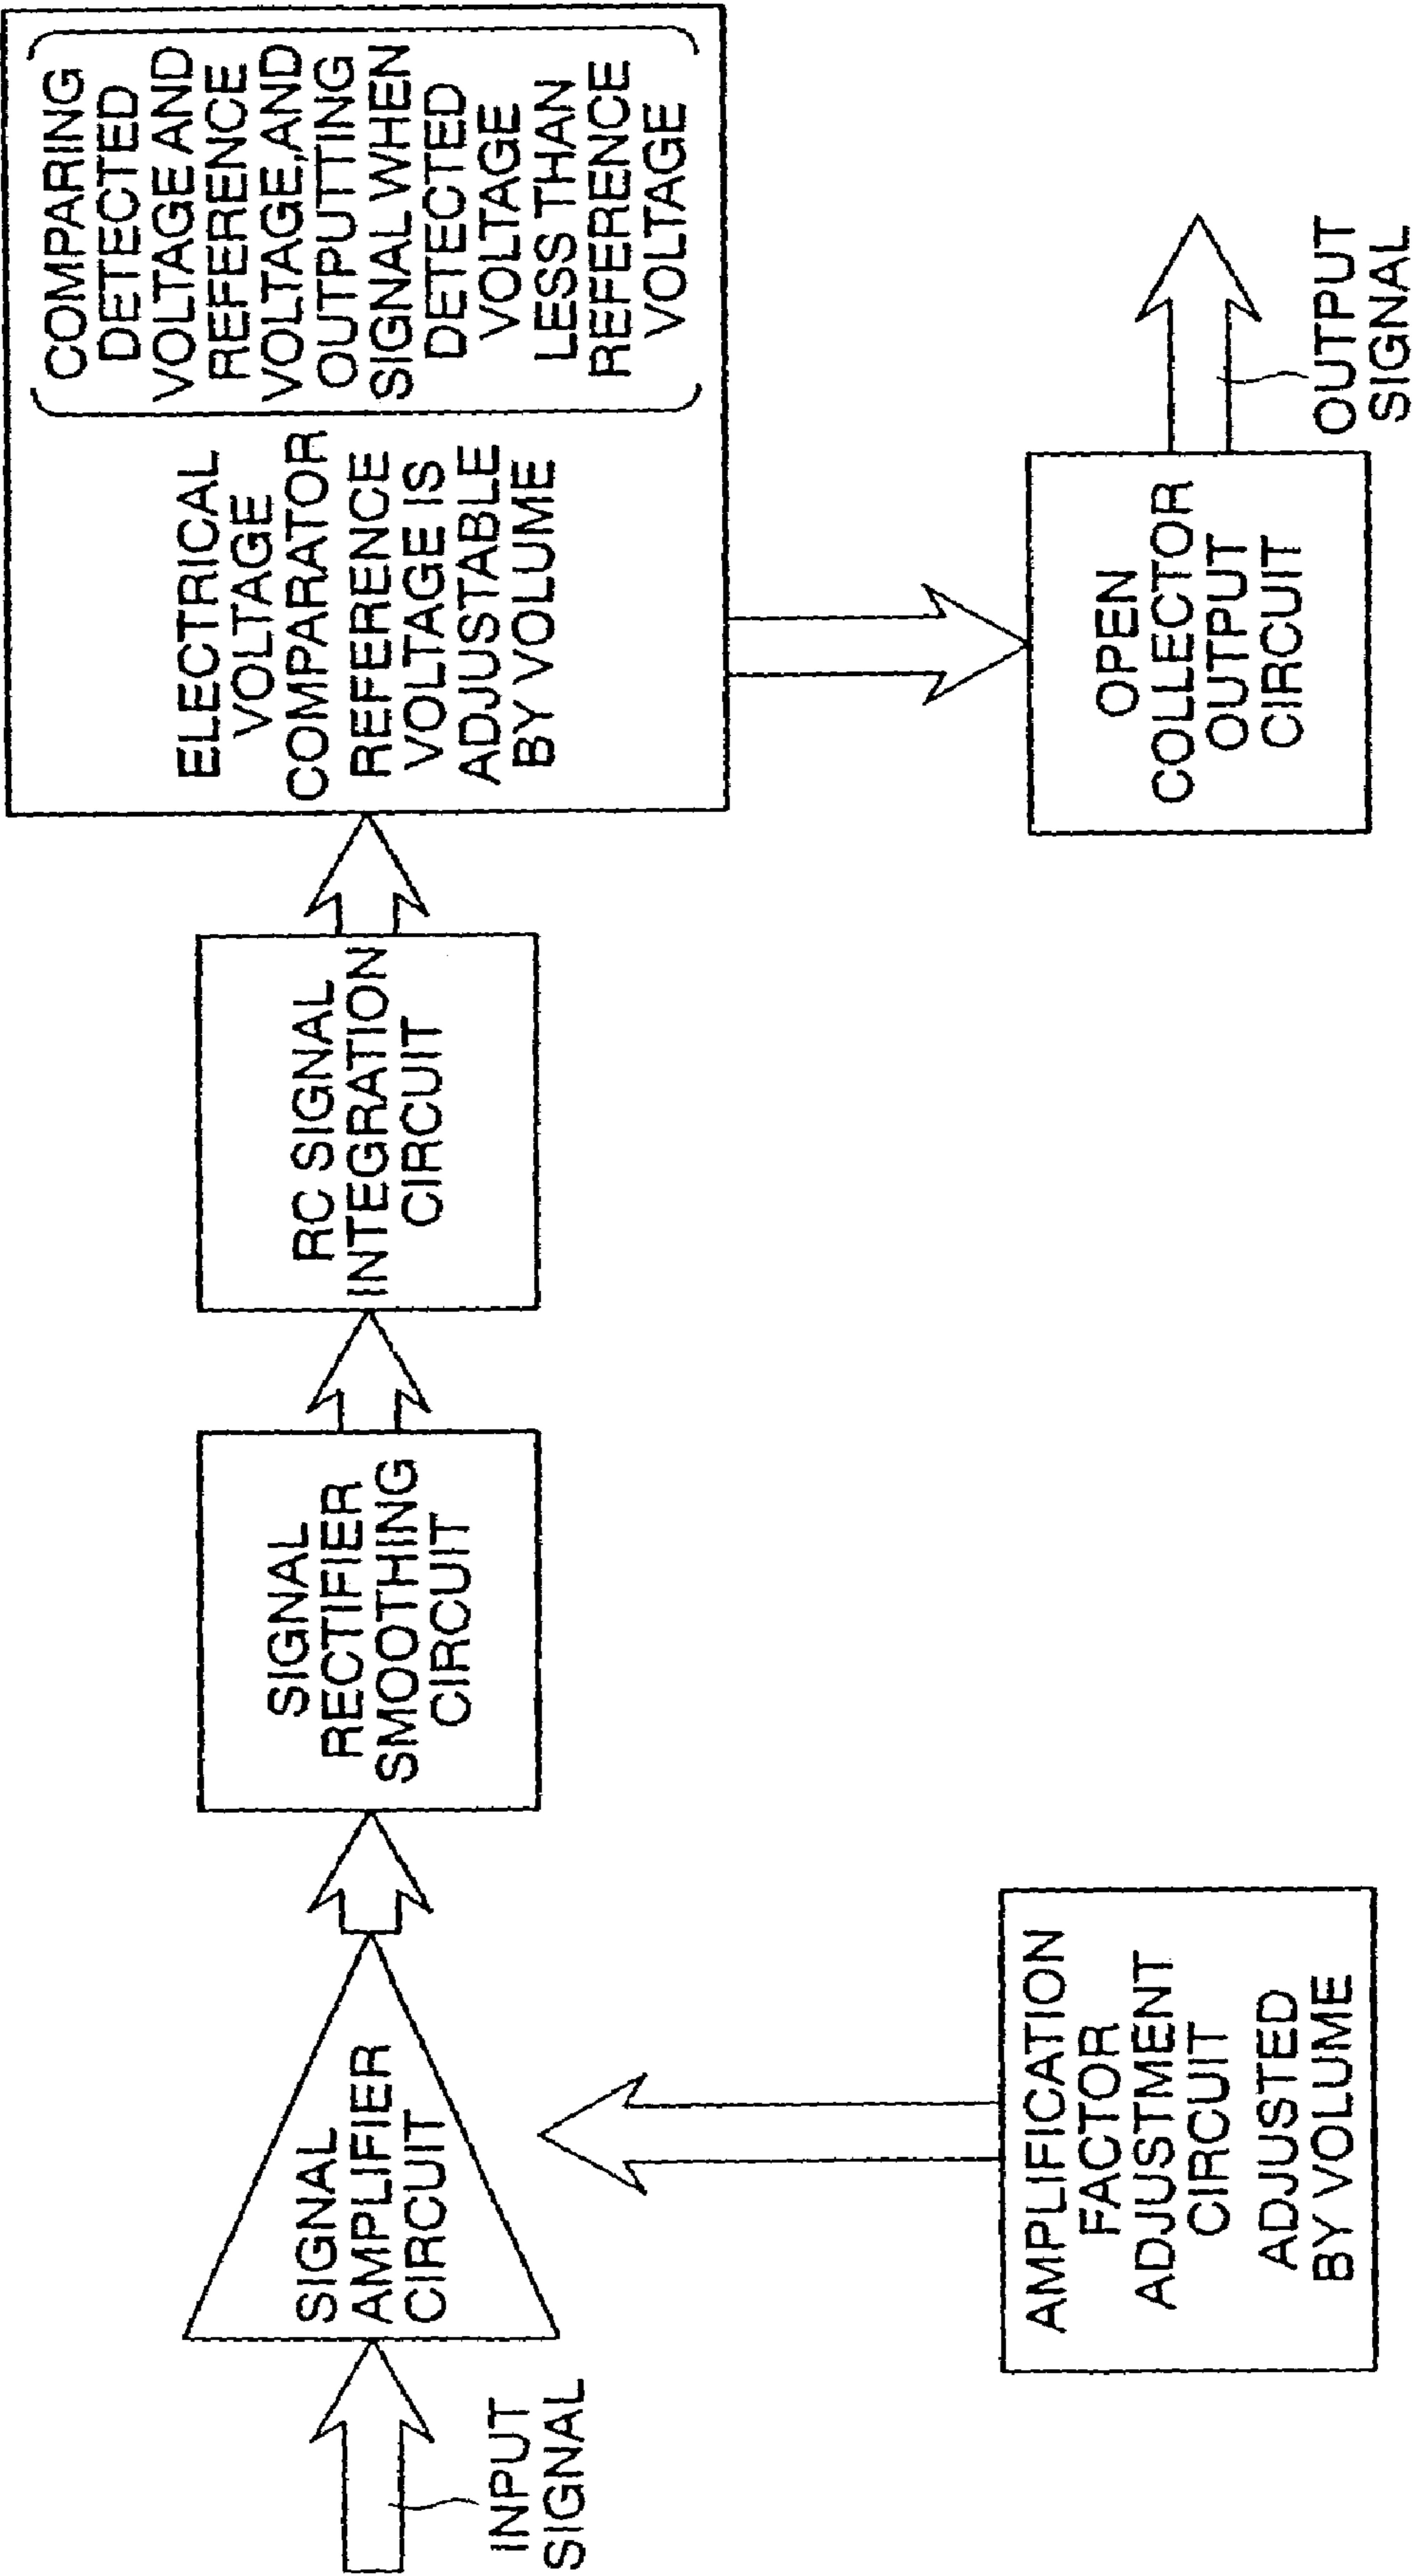 INPUT
SIGNAL
SIGNAL
AMPLIFIER
CIRCUIT
AMPLIFICATION
FACTOR
ADJUSTMENT
CIRCUIT
ADJUSTED
BY VOLUME
SIGNAL
RECTIFIER
SMOOTHING
CIRCUIT
RC SIGNAL
INTEGRATION
CIRCUIT
ELECTRICAL
VOLTAGE
COMPARATOR
REFERENCE
VOLTAGE IS
ADJUSTABLE
BY VOLUME
COMPARING
DETECTED
VOLTAGE AND
REFERENCE
VOLTAGE, AND
OUTPUTTING
SIGNAL WHEN
DETECTED
VOLTAGE
LESS THAN
REFERENCE
VOLTAGE
OPEN
COLLECTOR
OUTPUT
CIRCUIT
OUTPUT
SIGNAL